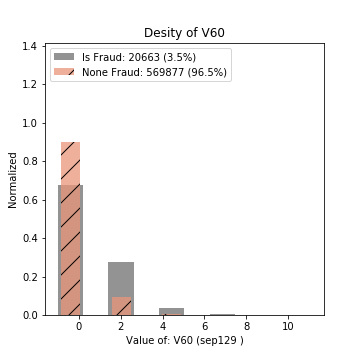 Desity of V60
Is Fraud: 20663 (3.5%)
None Fraud: 569877 (96.5%)
Normalized
1.4
1.2
1.0
0.8
0.6
0.4
0.2
0.0
0 2 4 6 8 10
Value of: V60 (sep129 )